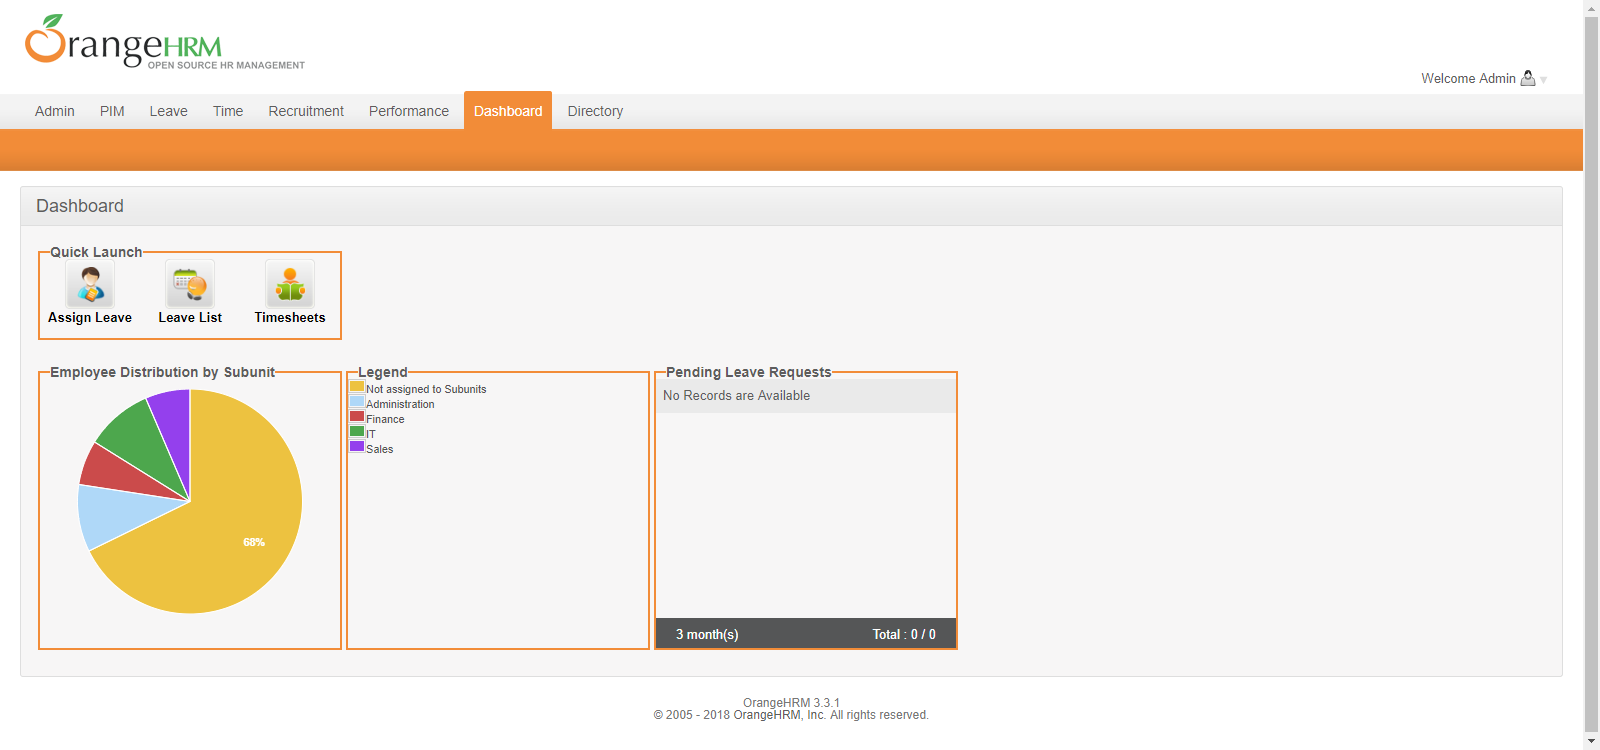 OrangeHRM
OPEN SOURCE HR MANAGEMENT
Welcome Admin
Admin PIM Leave Time Recruitment Performance Dashboard Directory
Dashboard
Quick Launch
Assign Leave Leave List Timesheets
Employee Distribution by Subunit
68%
Legend
Not assigned to Subunits
Administration
Finance
IT
Sales
Pending Leave Requests
No Records are Available
3 month(s) Total : 0 / 0
OrangeHRM 3.3.1
© 2005 - 2018 OrangeHRM, Inc. All rights reserved.